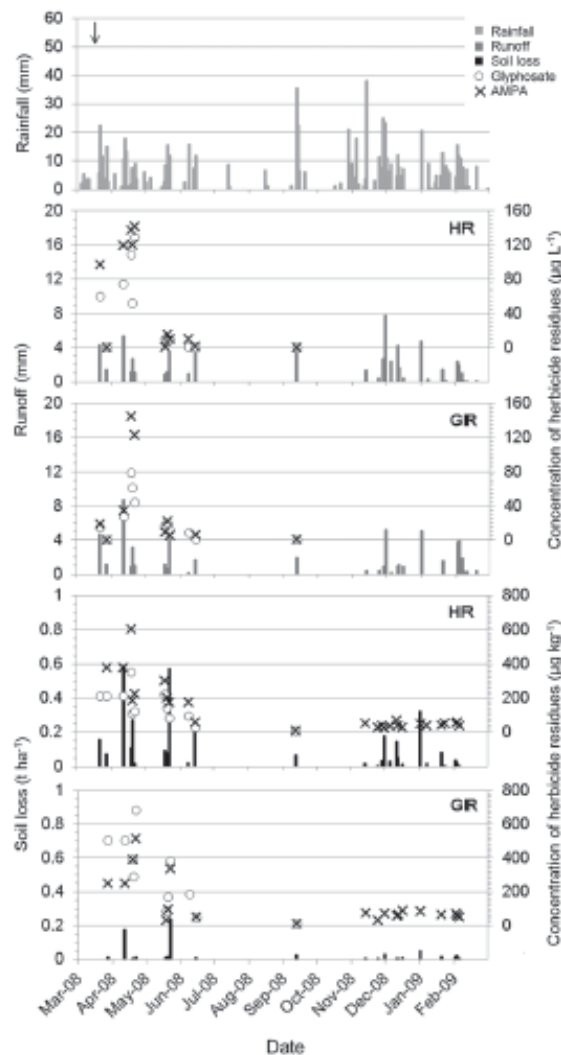 60
50
40
30
20
10
0
Rainfall (mm)
Rainfall
Runoff
Soil loss
Glyphosate
AMPA
HR
20
16
12
8
4
0
160
120
80
40
0
GIR
20
16
12
8
4
0
160
120
80
40
0
Runoff (mm)
Concentration of herbicide residues (µg L-1)
HR
1
0.8
0.6
0.4
0.2
0
800
600
400
200
0
GIR
1
0.8
0.6
0.4
0.2
0
800
600
400
200
0
Soil loss (t ha-1)
Concentration of herbicide residues (µg kg-1)
Mar-08
Apr-08
May-08
Jun-08
Jul-08
Aug-08
Sep-08
Oct-08
Nov-08
Dec-08
Jan-09
Feb-09
Date